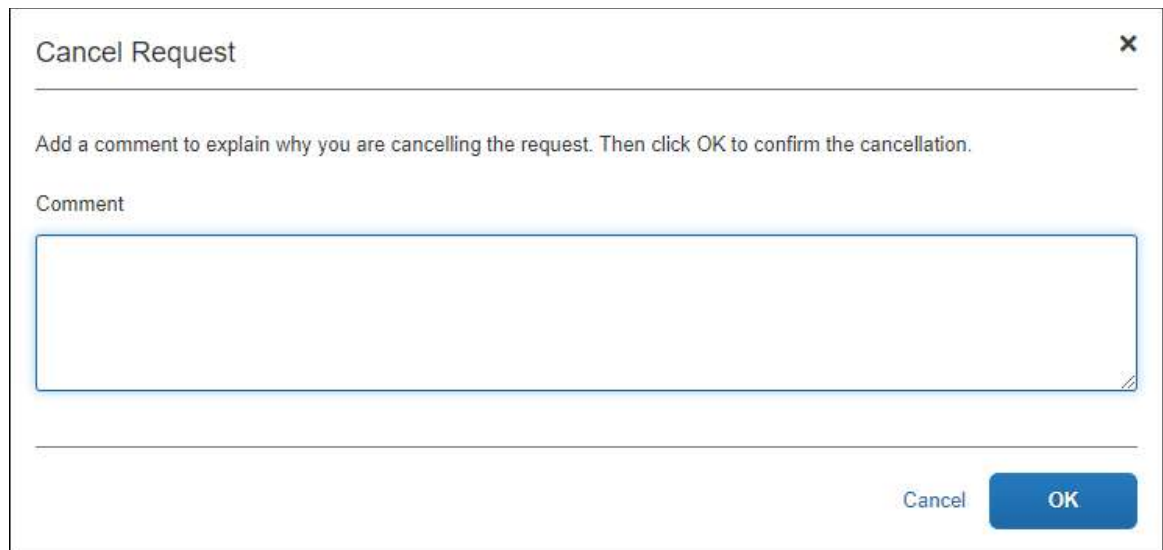 Cancel Request
Add a comment to explain why you are cancelling the request. Then click OK to confirm the cancellation.
Comment
Cancel
OK